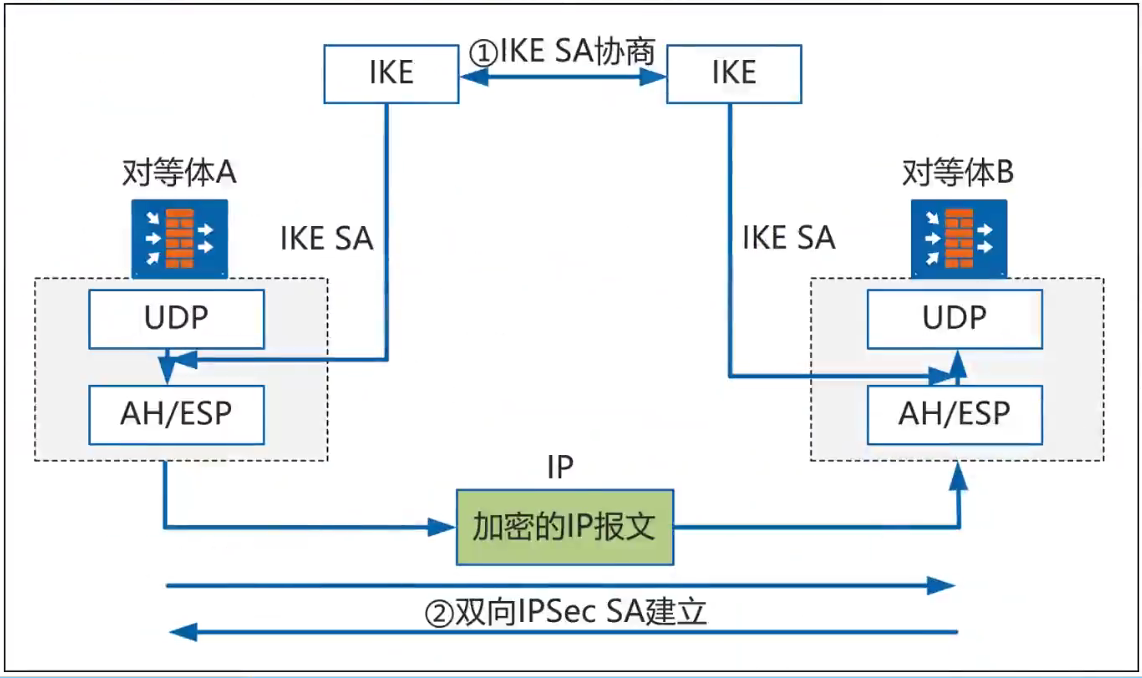 ①IKE SA协商
IKE
IKE
对等体A
对等体B
IKE SA
IKE SA
UDP
UDP
AH/ESP
AH/ESP
IP
加密的IP报文
②双向IPSec SA建立